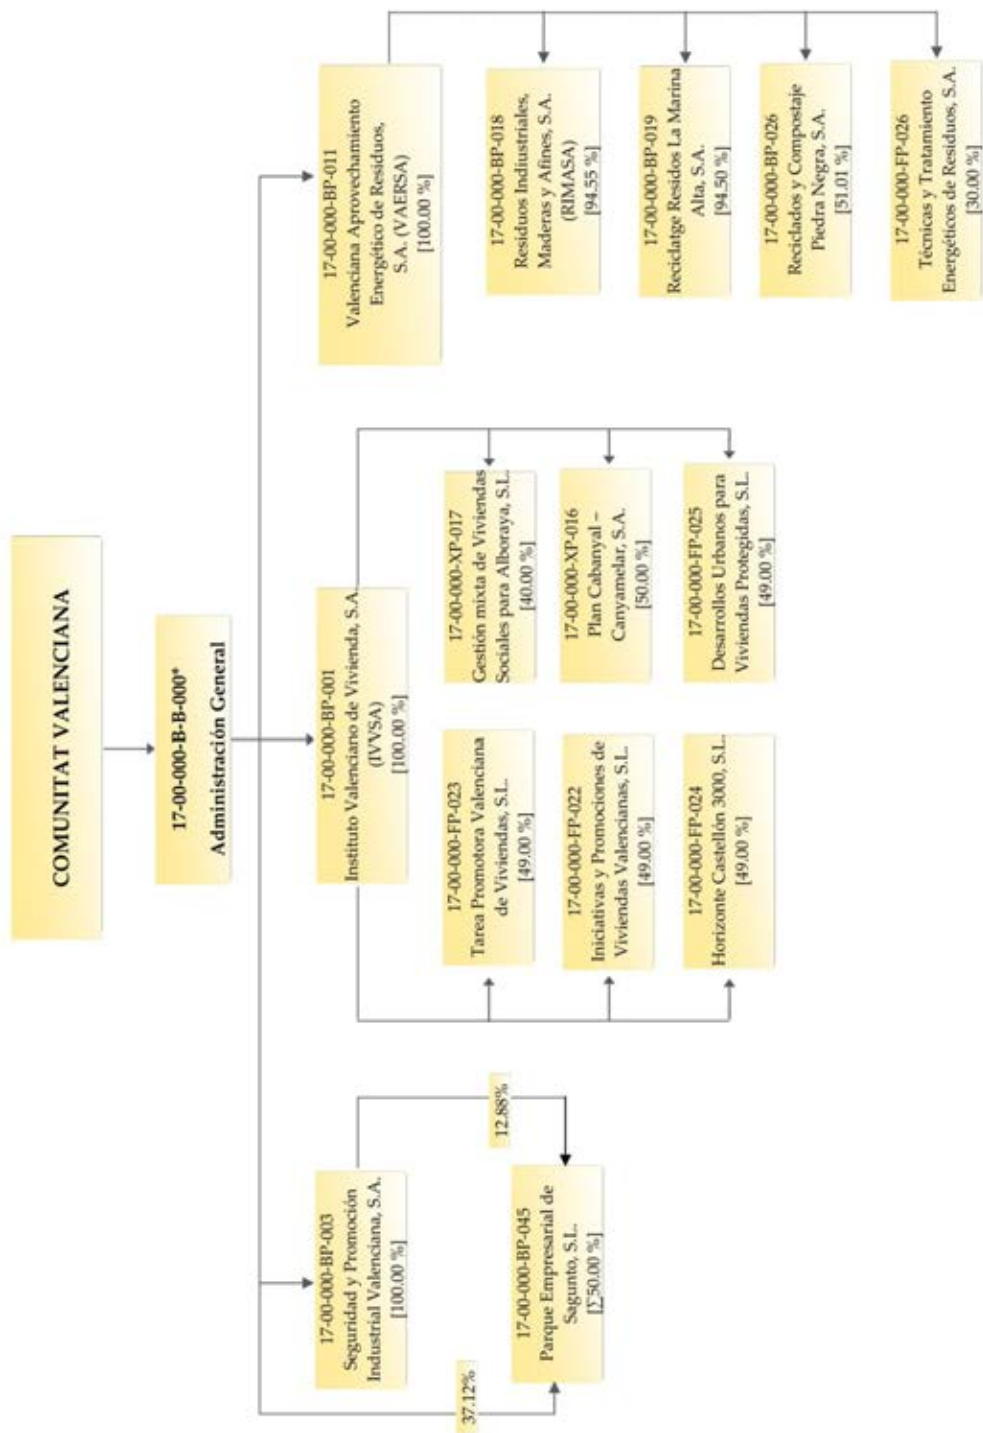 COMUNITAT VALENCIANA
17-00-000-B-B-000*
Administración General
17-00-000-BP-003
Seguridad y Promoción
Industrial Valenciana, S.A.
[100.00 %]
37.12%
12.88%
17-00-000-BP-045
Parque Empresarial de
Sagunto, S.L.
[∑50.00 %]
17-00-000-BP-001
Instituto Valenciano de Vivienda, S.A.
(IVVSA)
[100.00 %]
17-00-000-FP-023
Tarea Promotora Valenciana
de Viviendas, S.L.
[49.00 %]
17-00-000-FP-022
Iniciativas y Promociones de
Viviendas Valencianas, S.L.
[49.00 %]
17-00-000-FP-024
Horizonte Castellón 3000, S.L.
[49.00 %]
17-00-000-XP-017
Gestión mixta de Viviendas
Sociales para Alboraya, S.L.
[40.00 %]
17-00-000-XP-016
Plan Cabanyal –
Canyamelar, S.A.
[50.00 %]
17-00-000-FP-025
Desarrollos Urbanos para
Viviendas Protegidas, S.L.
[49.00 %]
17-00-000-BP-011
Valenciana Aprovechamiento
Energético de Residuos,
S.A. (VAERSA)
[100.00 %]
17-00-000-BP-018
Residuos Indiustriales,
Maderas y Afines, S.A.
(RIMASA)
[94.55 %]
17-00-000-BP-019
Reciclatge Residos La Marina
Alta, S.A.
[94.50 %]
17-00-000-BP-026
Reciclados y Compostaje
Piedra Negra, S.A.
[51.01 %]
17-00-000-FP-026
Técnicas y Tratamiento
Energéticos de Residuos, S.A.
[30.00 %]